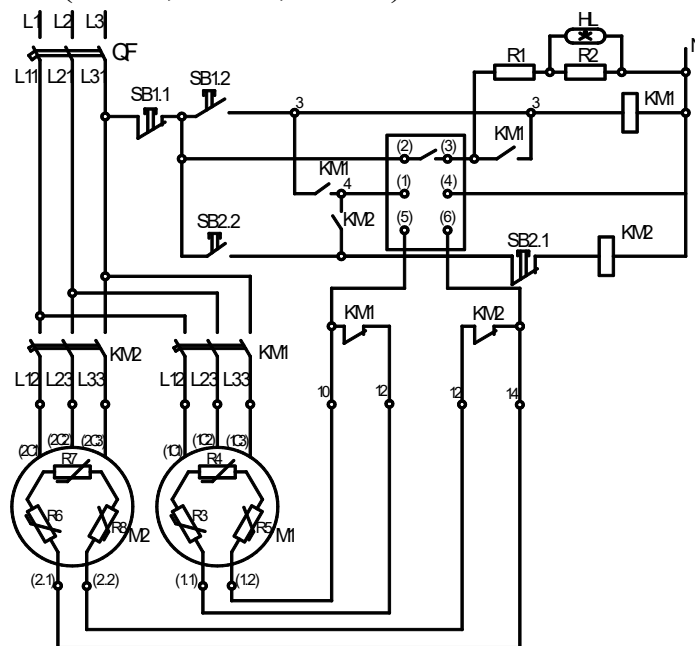 L1 L2 L3
HL
N
QF
L11 L21 L31
R1 R2
SB1.1 SB1.2
3
3
KM1
KM1
(2) (3)
KM1
4
(1) (4)
KM2
SB2.2
(5) (6)
SB2.1
KM2
KM1
KM2
KM2
KM1
L12 L23 L33
L12 L23 L33
10
12
12
14
(2C1) (2C2) (2C3)
(1C1) (1C2) (1C3)
R7
R4
R6
R8
M2
R3
R5
M1
(2.1) (2.2)
(1.1) (1.2)